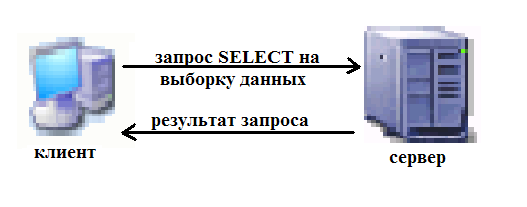 запрос SELECT на
выборку данных
результат запроса
клиент
сервер